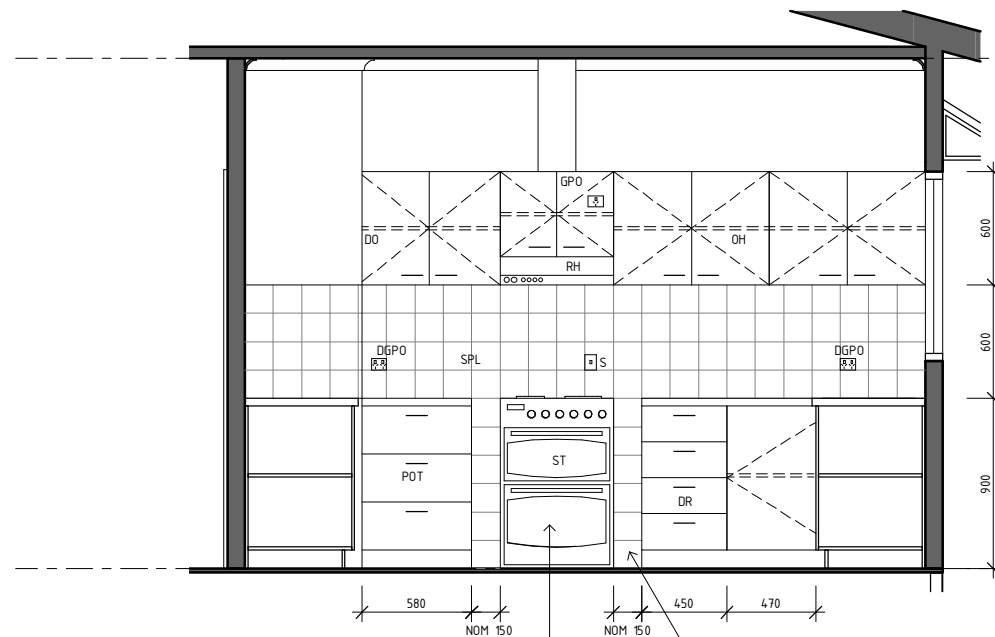 GPO
DO
OH
RH
600
DGPO
SPL
S
DGPO
600
ST
POT
DR
900
580
NOM 150
NOM 150
450
470